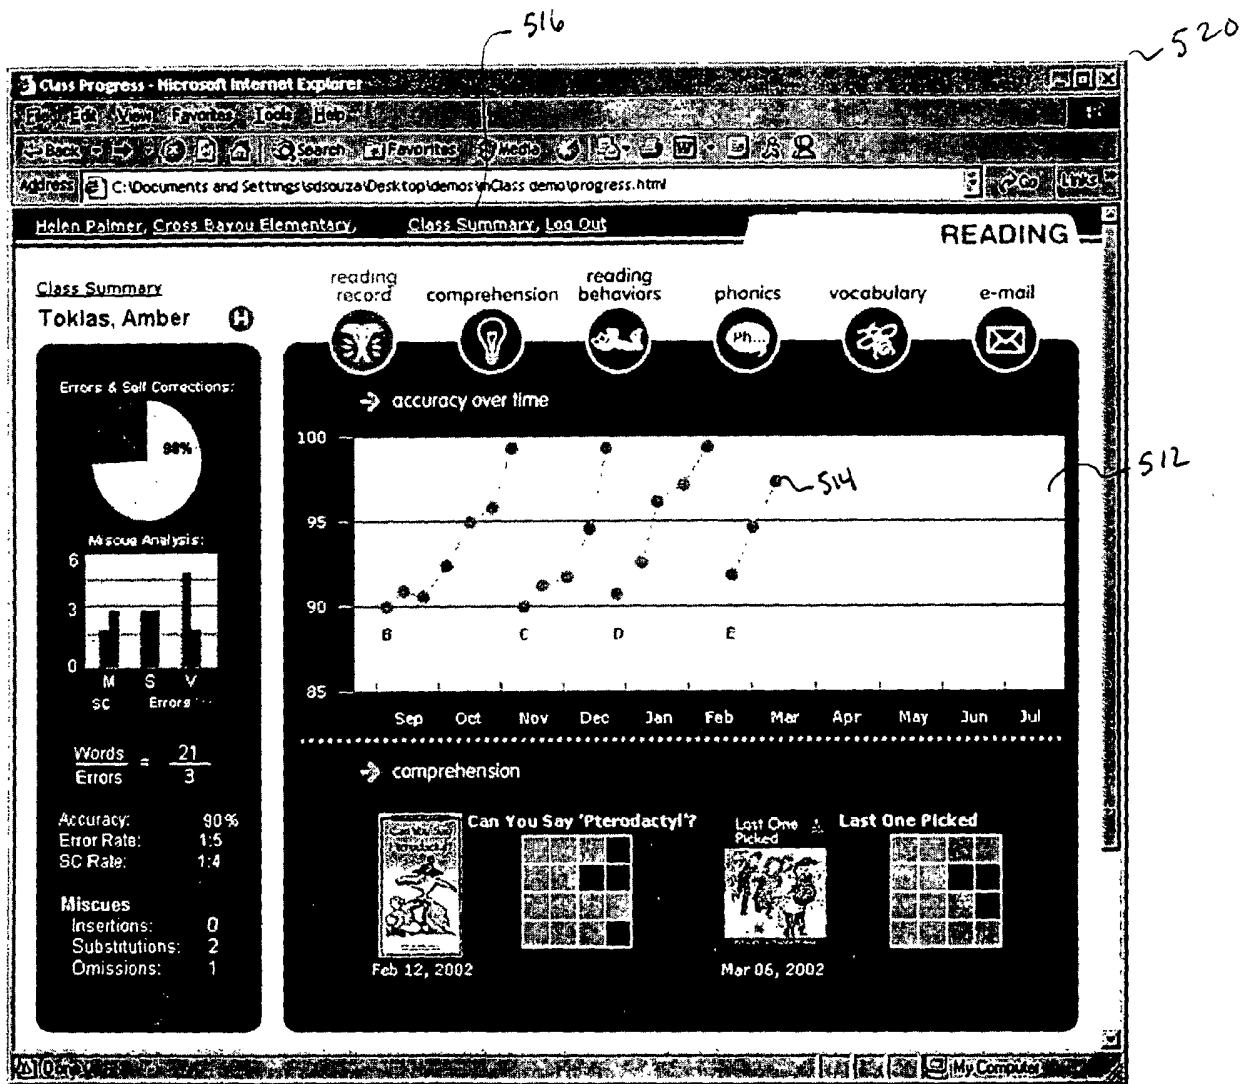 516
520
Class Progress - Microsoft Internet Explorer
File Edit View Favorites Tools Help
Back Search Favorites Media
Address C:\Documents and Settings\sdsouza\Desktop\demos\mClass demo\progress.html Go Links
Helen Palmer, Cross Bayou Elementary, Class Summary, Log Out
READING
Class Summary
Toklas, Amber H
reading record
comprehension
reading behaviors
phonics
vocabulary
e-mail
Ph...
Errors & Self Corrections:
98%
Miscue Analysis:
6
3
0
M S V
SC Errors
Words = 21
Errors 3
Accuracy: 90%
Error Rate: 1:5
SC Rate: 1:4
Miscues
Insertions: 0
Substitutions: 2
Omissions: 1
accuracy over time
100
95
90
85
B C D E
514
512
Sep Oct Nov Dec Jan Feb Mar Apr May Jun Jul
comprehension
Can You Say 'Pterodactyl'?
Feb 12, 2002
Last One
Picked
Last One Picked
Mar 06, 2002
Done My Computer